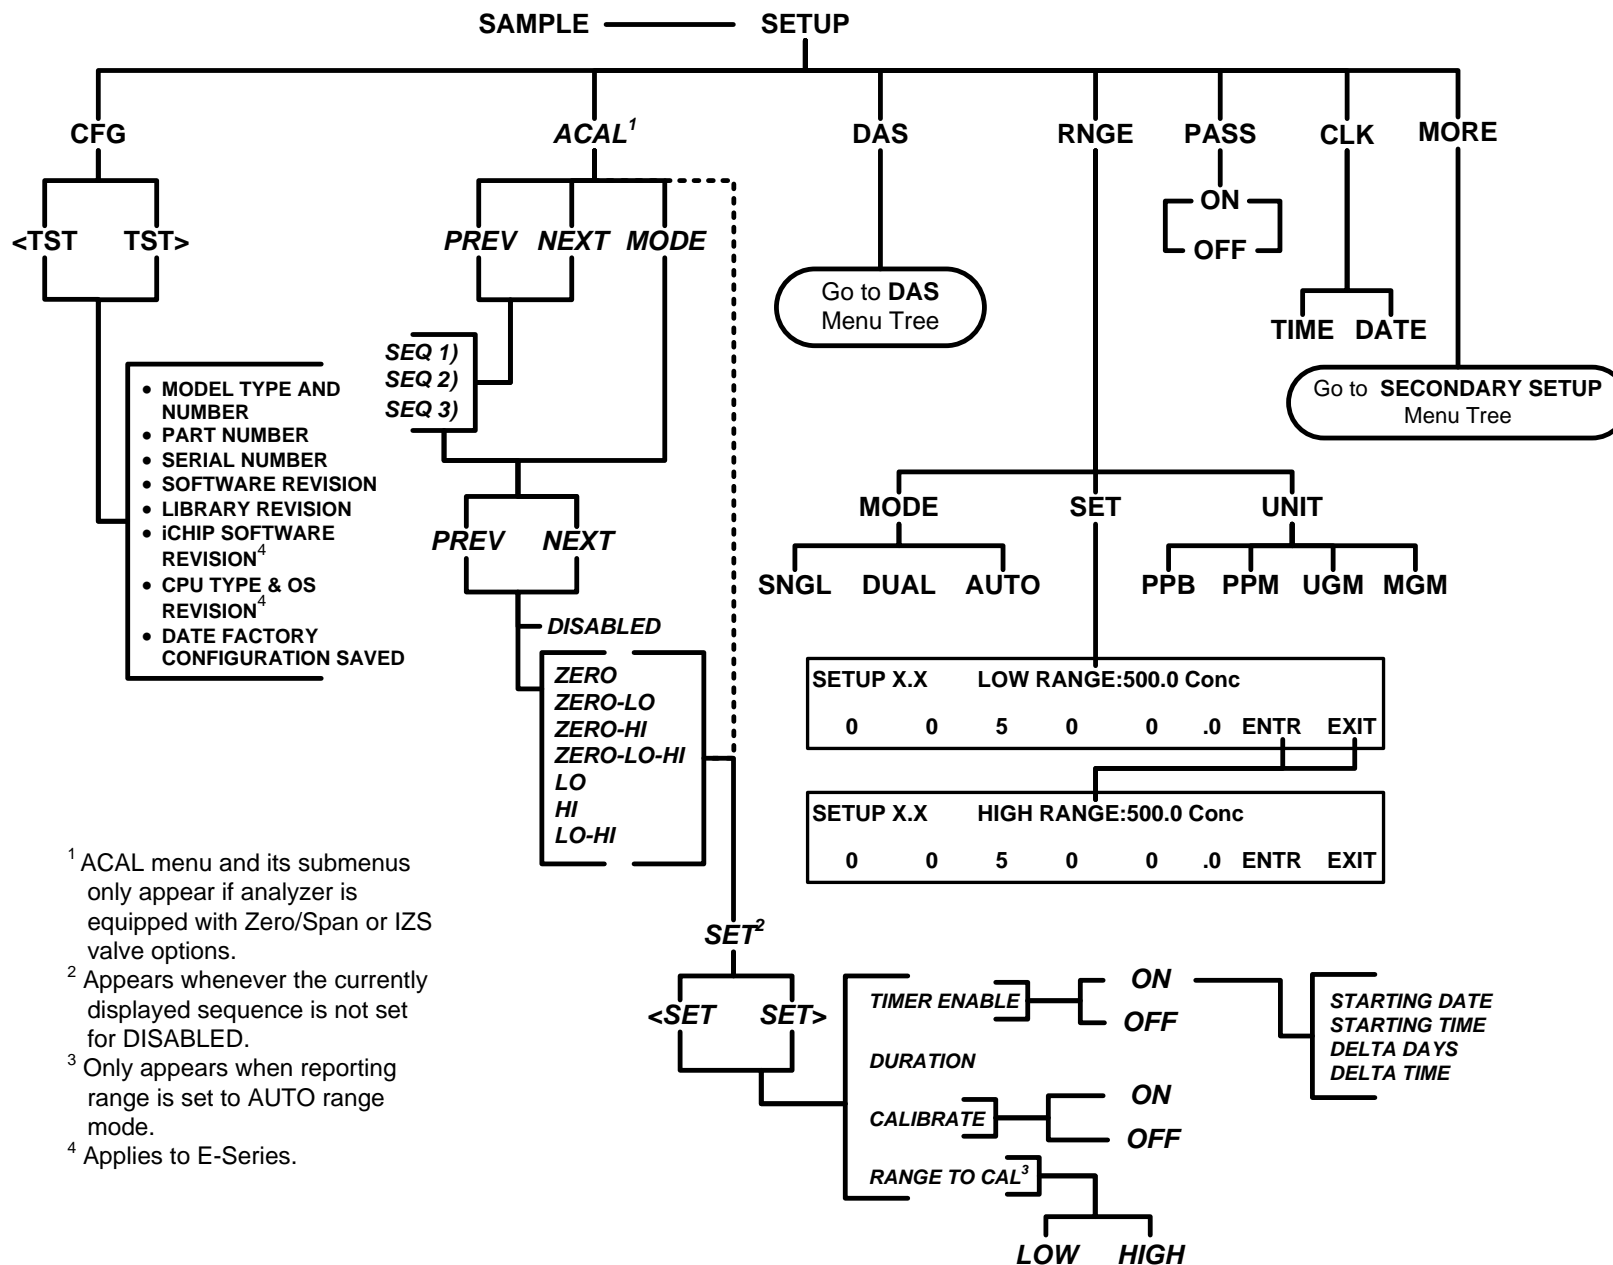 SAMPLE SETUP
CFG ACAL1 DAS RNGE PASS CLK MORE
<TST TST>
PREV NEXT MODE
ON
OFF
Go to DAS
Menu Tree
TIME DATE
Go to SECONDARY SETUP
Menu Tree
SEQ 1)
SEQ 2)
SEQ 3)
• MODEL TYPE AND
NUMBER
• PART NUMBER
• SERIAL NUMBER
• SOFTWARE REVISION
• LIBRARY REVISION
• iCHIP SOFTWARE
REVISION4
• CPU TYPE & OS
REVISION4
• DATE FACTORY
CONFIGURATION SAVED
PREV NEXT
DISABLED
ZERO
ZERO-LO
ZERO-HI
ZERO-LO-HI
LO
HI
LO-HI
MODE SET UNIT
SNGL DUAL AUTO PPB PPM UGM MGM
SETUP X.X LOW RANGE:500.0 Conc
0 0 5 0 0 .0 ENTR EXIT
SETUP X.X HIGH RANGE:500.0 Conc
0 0 5 0 0 .0 ENTR EXIT
SET2
<SET SET>
TIMER ENABLE
ON
OFF
STARTING DATE
STARTING TIME
DELTA DAYS
DELTA TIME
DURATION
CALIBRATE
ON
OFF
RANGE TO CAL3
LOW HIGH
1 ACAL menu and its submenus
only appear if analyzer is
equipped with Zero/Span or IZS
valve options.
2 Appears whenever the currently
displayed sequence is not set
for DISABLED.
3 Only appears when reporting
range is set to AUTO range
mode.
4 Applies to E-Series.